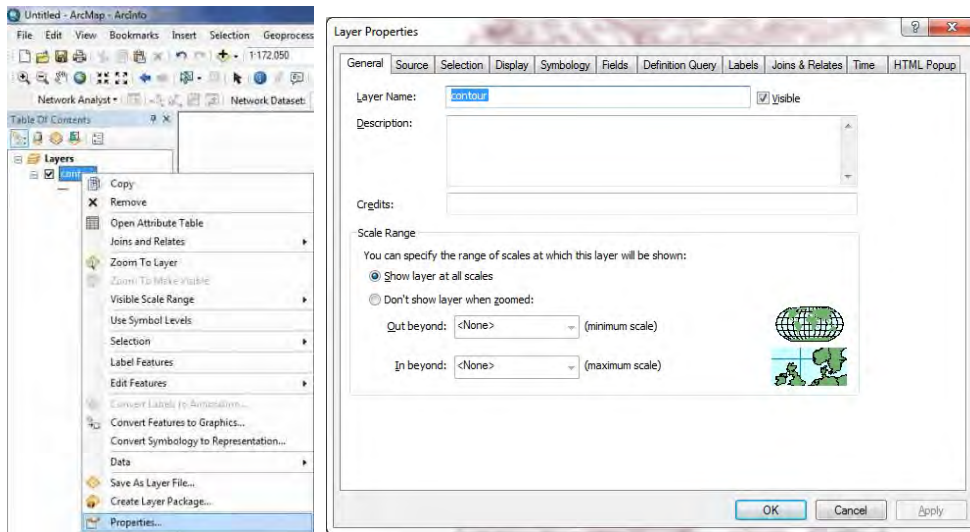 Untitled - ArcMap - ArcInfo
File Edit View Bookmarks Insert Selection Geoprocess
1:172.050
Network Analyst Network Dataset:
Table Of Contents
Layers
Copy
Remove
Open Attribute Table
Joins and Relates
Zoom To Layer
Zoom To Make Visible
Visible Scale Range
Use Symbol Levels
Selection
Label Features
Edit Features
Convert Labels to Annotation...
Convert Features to Graphics...
Convert Symbology to Representation...
Data
Save As Layer File...
Create Layer Package...
Properties...
Layer Properties
General Source Selection Display Symbology Fields Definition Query Labels Joins & Relates Time HTML Popup
Layer Name: contour Visible
Description:
Credits:
Scale Range
You can specify the range of scales at which this layer will be shown:
Show layer at all scales
Don't show layer when zoomed:
Out beyond: <None> (minimum scale)
In beyond: <None> (maximum scale)
OK Cancel Apply